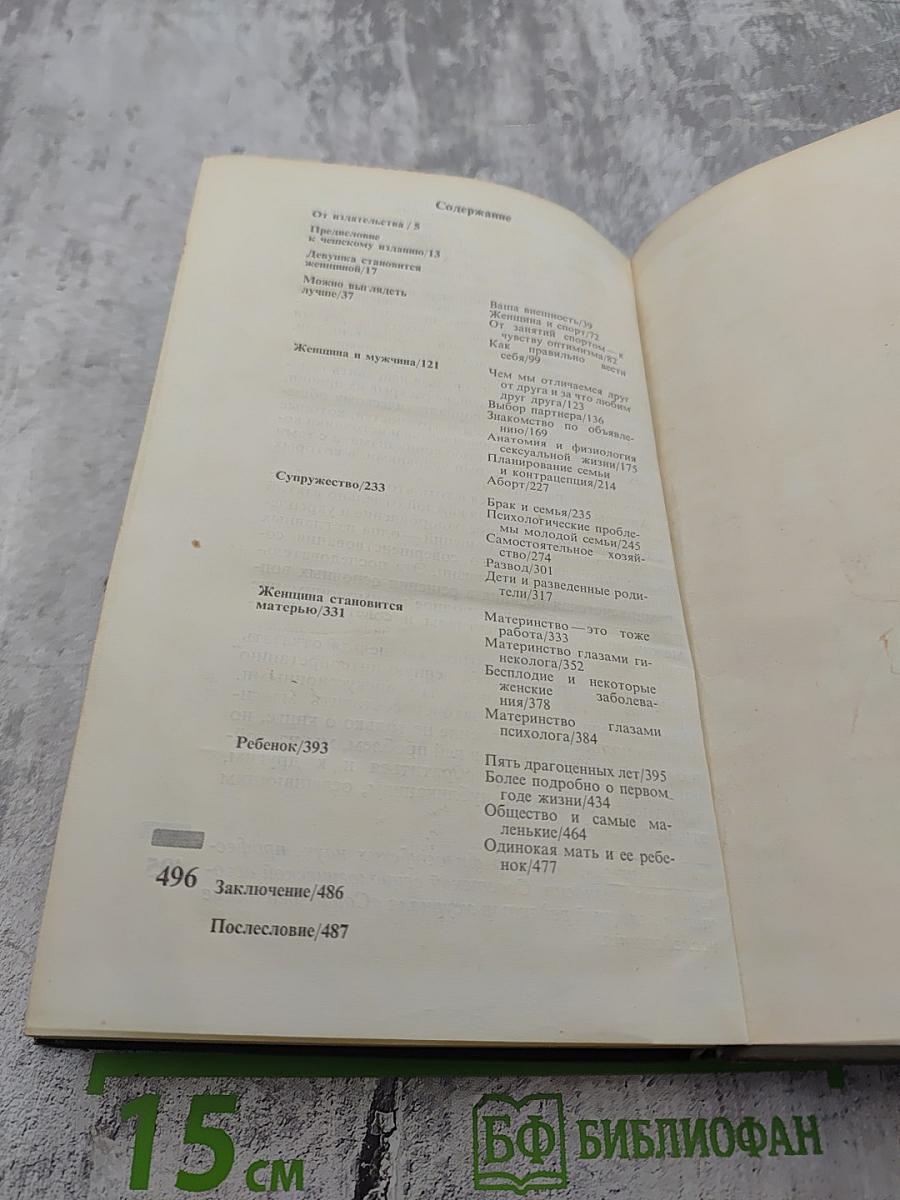 Содержание
От издательства / 5
Предисловие
к чешскому изданию/13
Девушка становится
женщиной/17
Можно выглядеть
лучше/37
Ваша внешность/39
Женщина и спорт/72
От занятий спортом—к
чувству оптимизма/82
Как правильно вести
себя/99
Женщина и мужчина/121
Чем мы отличаемся друг
от друга и за что любим
друг друга/123
Выбор партнера/136
Знакомство по объявле-
нию/169
Анатомия и физиология
сексуальной жизни/175
Планирование семьи
и контрацепция/214
Аборт/227
Супружество/233
Брак и семья/235
Психологические пробле-
мы молодой семьи/245
Самостоятельное хозяй-
ство/274
Развод/301
Дети и разведенные роди-
тели/317
Женщина становится
матерью/331
Материнство—это тоже
работа/333
Материнство глазами ги-
неколога/352
Бесплодие и некоторые
женские заболева-
ния/378
Материнство глазами
психолога/384
Ребенок/393
Пять драгоценных лет/395
Более подробно о первом
годе жизни/434
Общество и самые ма-
ленькие/464
Одинокая мать и ее ребе-
нок/477
496
Заключение/486
Послесловие/487
15 см
БФ БИБЛИОФАН